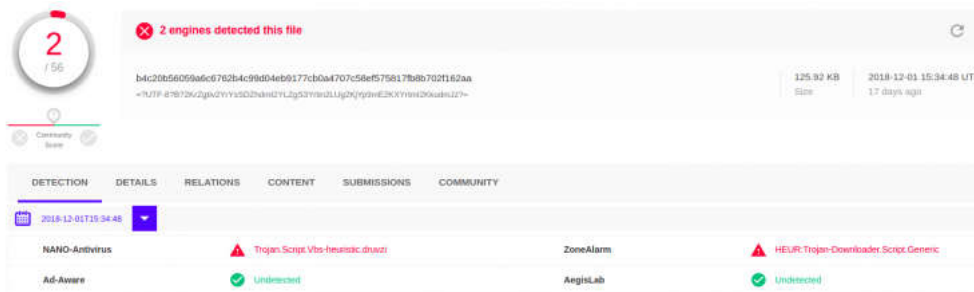 2
/ 56
2 engines detected this file
125.92 KB
Size
2018-12-01 15:34:48 UT
17 days ago
Community
Score
DETECTION DETAILS RELATIONS CONTENT SUBMISSIONS COMMUNITY
2018-12-01T15:34:48
NANO-Antivirus Trojan.Script.Vbs-heuristic.druvzi ZoneAlarm HEUR:Trojan-Downloader.Script.Generic
Ad-Aware Undetected AegisLab Undetected